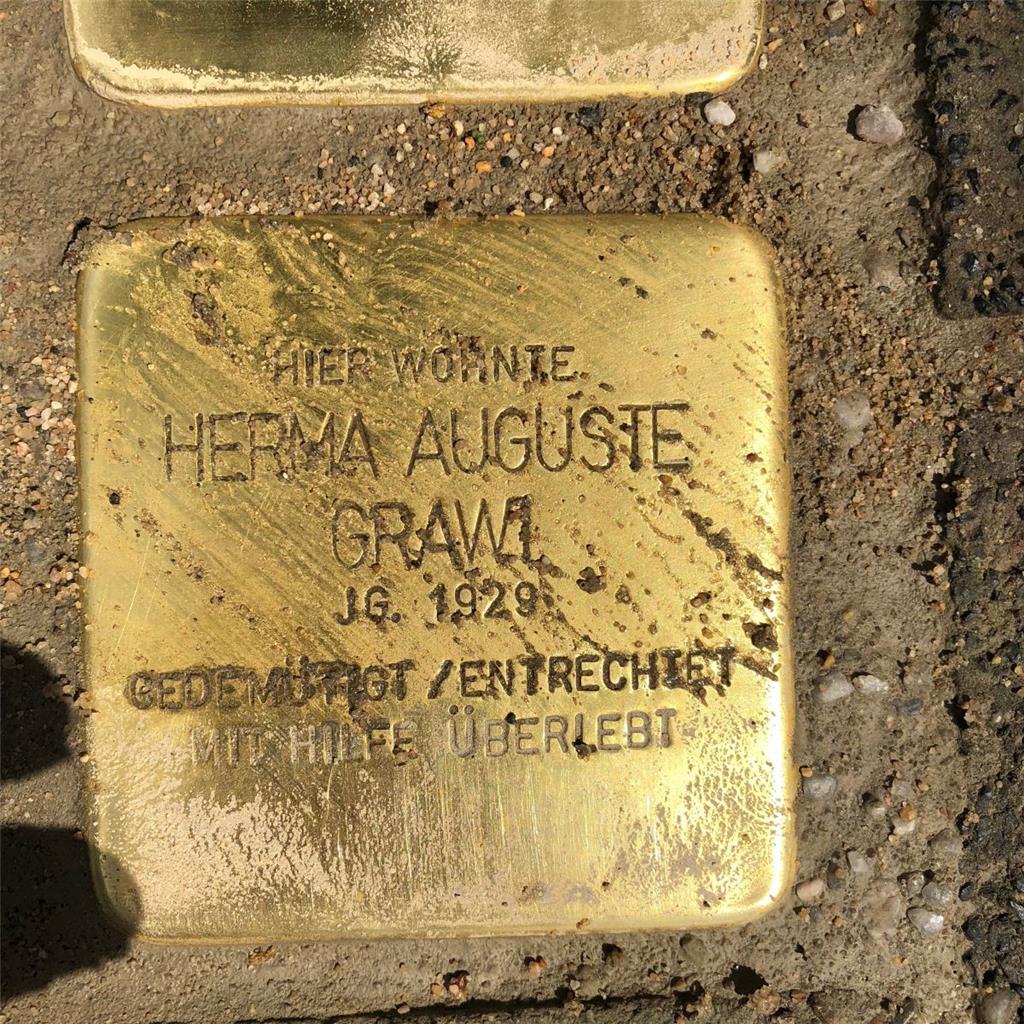 HIER WOHNTE
HERMA AUGUSTE
GRAWI
JG. 1929
GEDEMÜTIGT / ENTRECHTET
MIT HILFE ÜBERLEBT